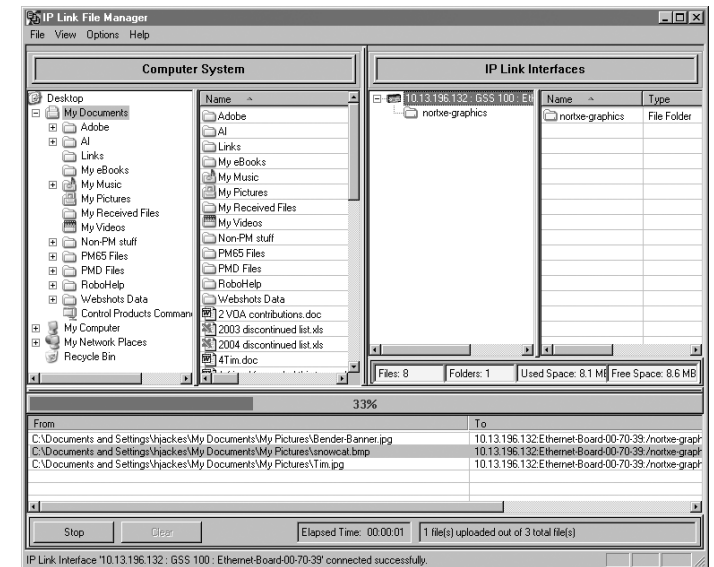 IP Link File Manager
File View Options Help
Computer System
IP Link Interfaces
Desktop
My Documents
Adobe
AI
Links
My eBooks
My Music
My Pictures
My Received Files
My Videos
Non-PM stuff
PM65 Files
PMD Files
RoboHelp
Webshots Data
Control Products Comman
My Computer
My Network Places
Recycle Bin
Name
Adobe
AI
Links
My eBooks
My Music
My Pictures
My Received Files
My Videos
Non-PM stuff
PM65 Files
PMD Files
RoboHelp
Webshots Data
2 VOA contributions.doc
2003 discontinued list.xls
2004 discontinued list.xls
4Tim.doc
10.13.196.132 : GSS 100 : Eth
nortxe-graphics
Name Type
nortxe-graphics File Folder
Files: 8 Folders: 1 Used Space: 8.1 MB Free Space: 8.6 MB
33%
From To
C:\Documents and Settings\hjackes\My Documents\My Pictures\Bender-Banner.jpg 10.13.196.132:Ethernet-Board-00-70-39:/nortxe-graph
C:\Documents and Settings\hjackes\My Documents\My Pictures\snowcat.bmp 10.13.196.132:Ethernet-Board-00-70-39:/nortxe-graph
C:\Documents and Settings\hjackes\My Documents\My Pictures\Tim.jpg 10.13.196.132:Ethernet-Board-00-70-39:/nortxe-graph
Stop Clear Elapsed Time: 00:00:01 1 file(s) uploaded out of 3 total file(s)
IP Link Interface '10.13.196.132 : GSS 100 : Ethernet-Board-00-70-39' connected successfully.